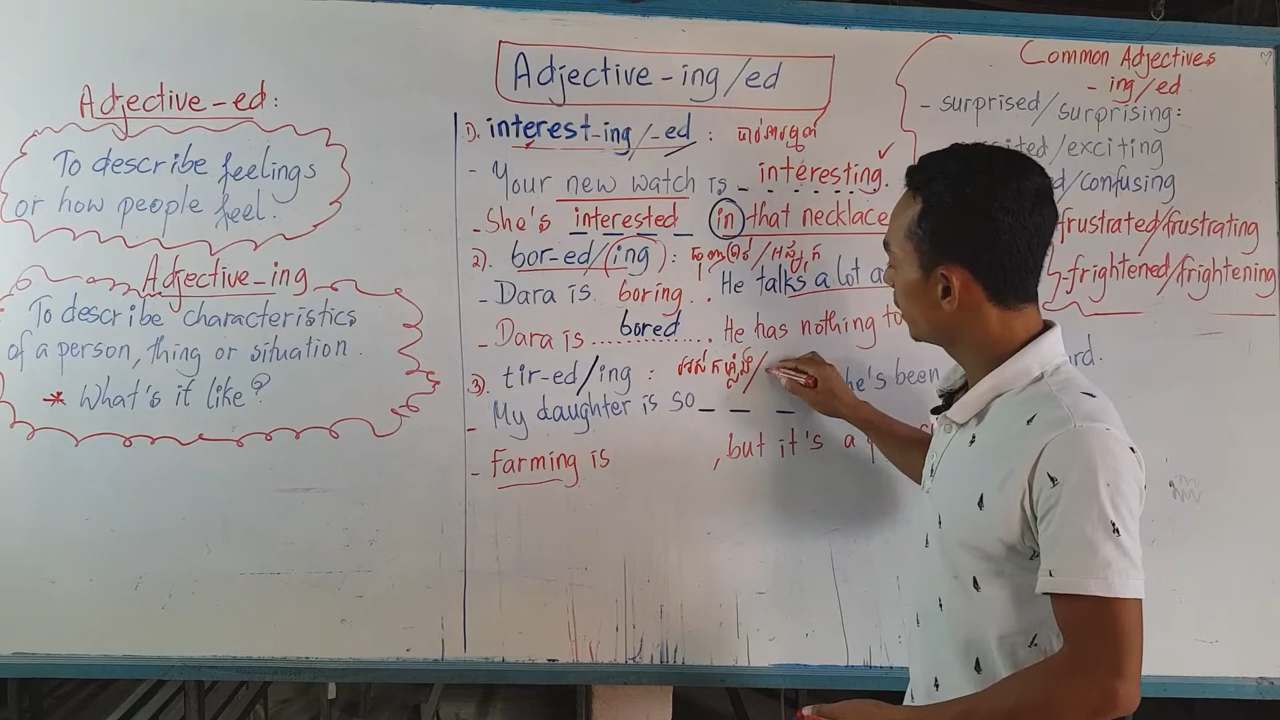 Adjective-ed:
To describe feelings
or how people feel.
Adjective-ing
To describe characteristics
of a person, thing or situation.
* What's it like?
Adjective-ing/ed
1). interest-ing/-ed :
- Your new watch is interesting. ✓
- She's interested in that necklace
2). bor-ed/(ing) :
- Dara is boring.. He talks a lot
- Dara is bored. He has nothing
3). tir-ed/ing :
- My daughter is so _ _ _ he's been
- Farming is , but it's a
Common Adjectives
- ing/ed
- surprised/surprising:
/exciting
/confusing
frustrated/frustrating
-frightened/frightening